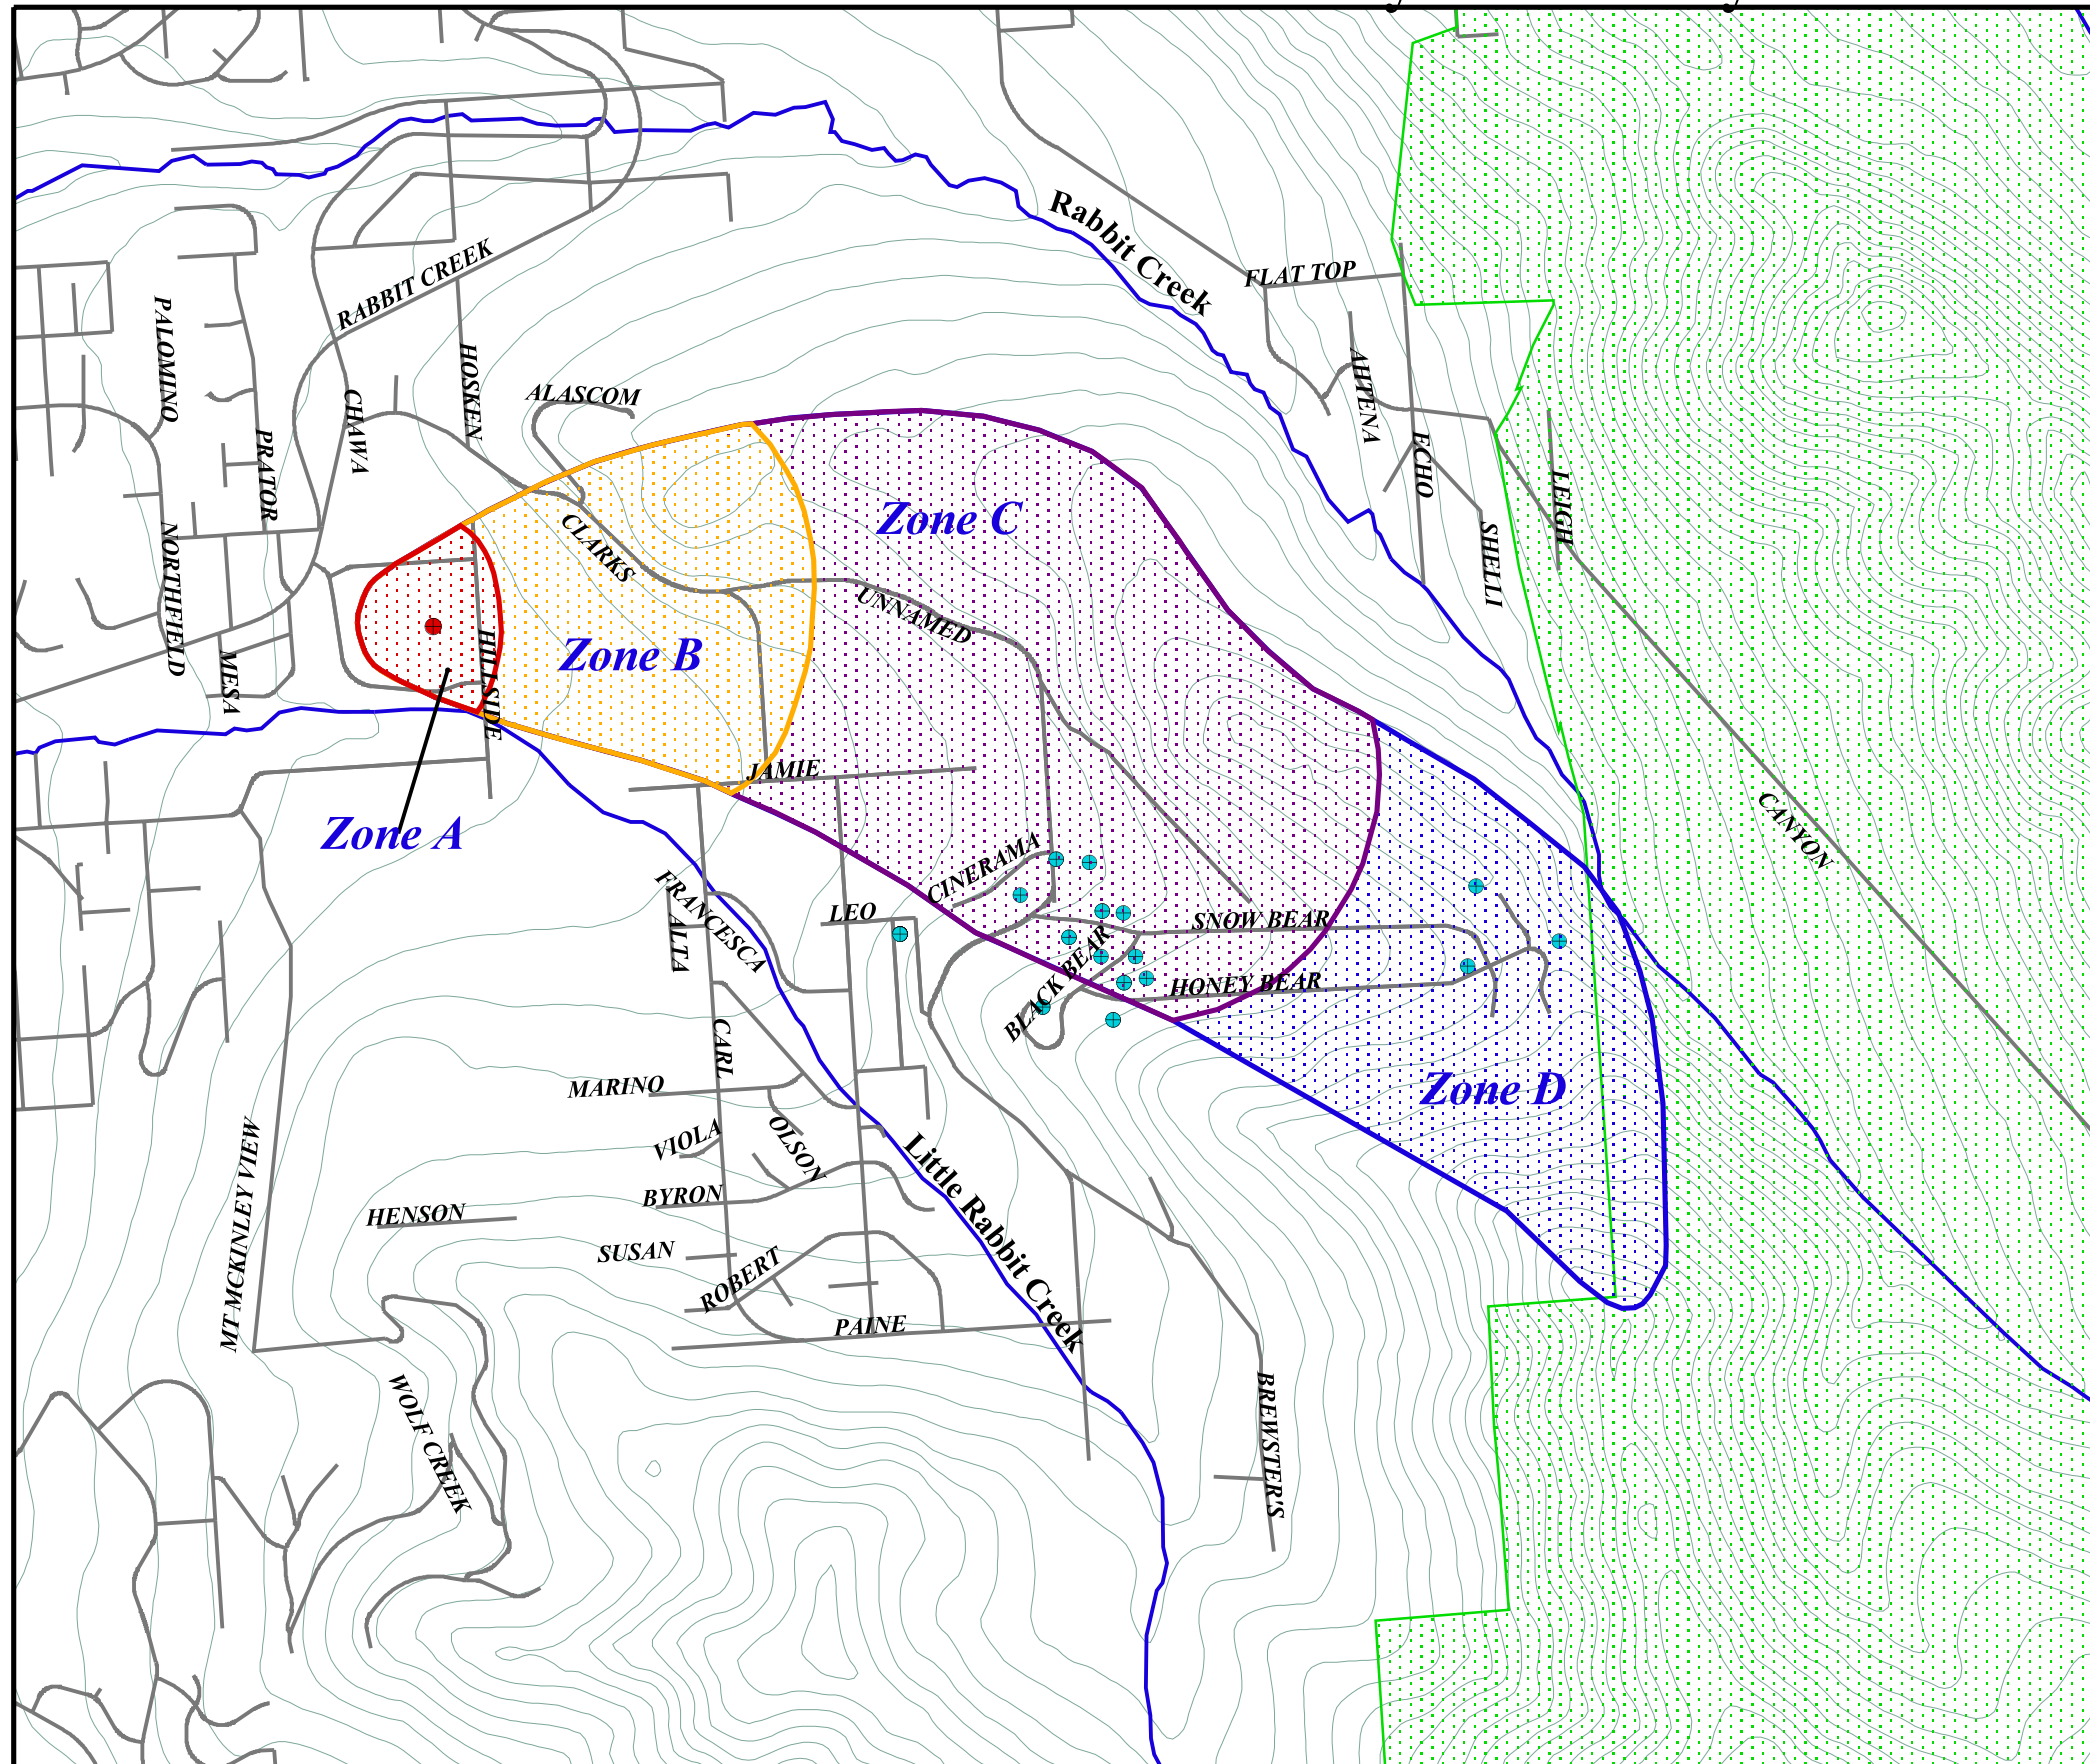 Rabbit Creek
FLAT TOP
RABBIT CREEK
PALOMINO
HOSKEN
ALASCOM
AHTENA
CHAWA
PRATOR
ECHO
LEIGH
Zone C
CLARKS
NORTHFIELD
SHELLI
UNNAMED
HILLSIDE
Zone B
MESA
JAMIE
Zone A
CANYON
CINERAMA
FRANCESCA
LEO
ALTA
SNOW BEAR
BLACK BEAR
HONEY BEAR
CARL
MARINO
Zone D
VIOLA
OLSON
Little Rabbit Creek
MT MCKINLEY VIEW
BYRON
HENSON
SUSAN
ROBERT
PAINE
WOLF CREEK
BREWSTER'S